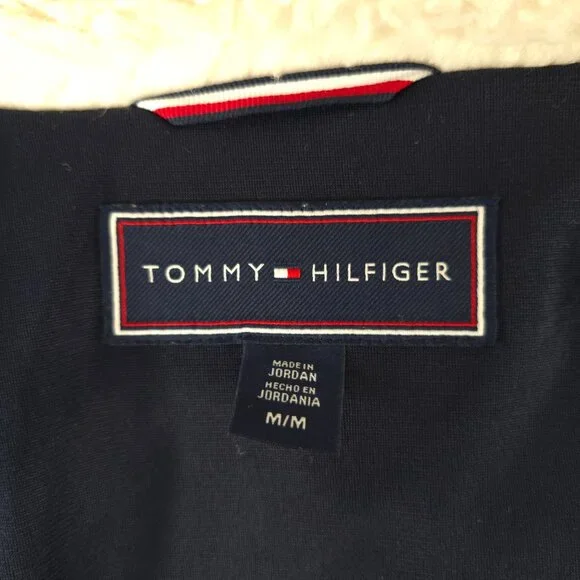 TOMMY HILFIGER
MADE IN
JORDAN
HECHO EN
JORDANIA
M/M